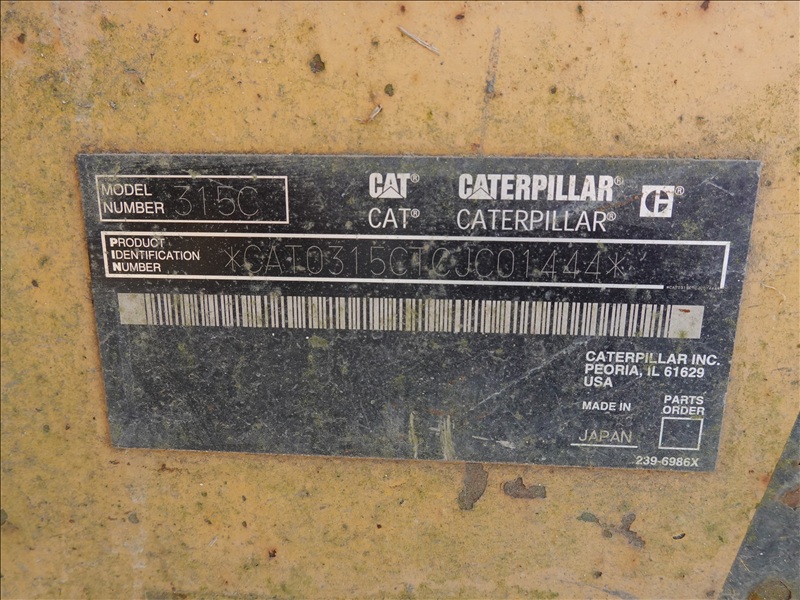 MODEL NUMBER 315C
CAT® CATERPILLAR® C®
CAT® CATERPILLAR®
PRODUCT
IDENTIFICATION
NUMBER
*CAT0315CTCJC01444*
CATERPILLAR INC.
PEORIA, IL 61629
USA
MADE IN
JAPAN
PARTS
ORDER
239-6986X